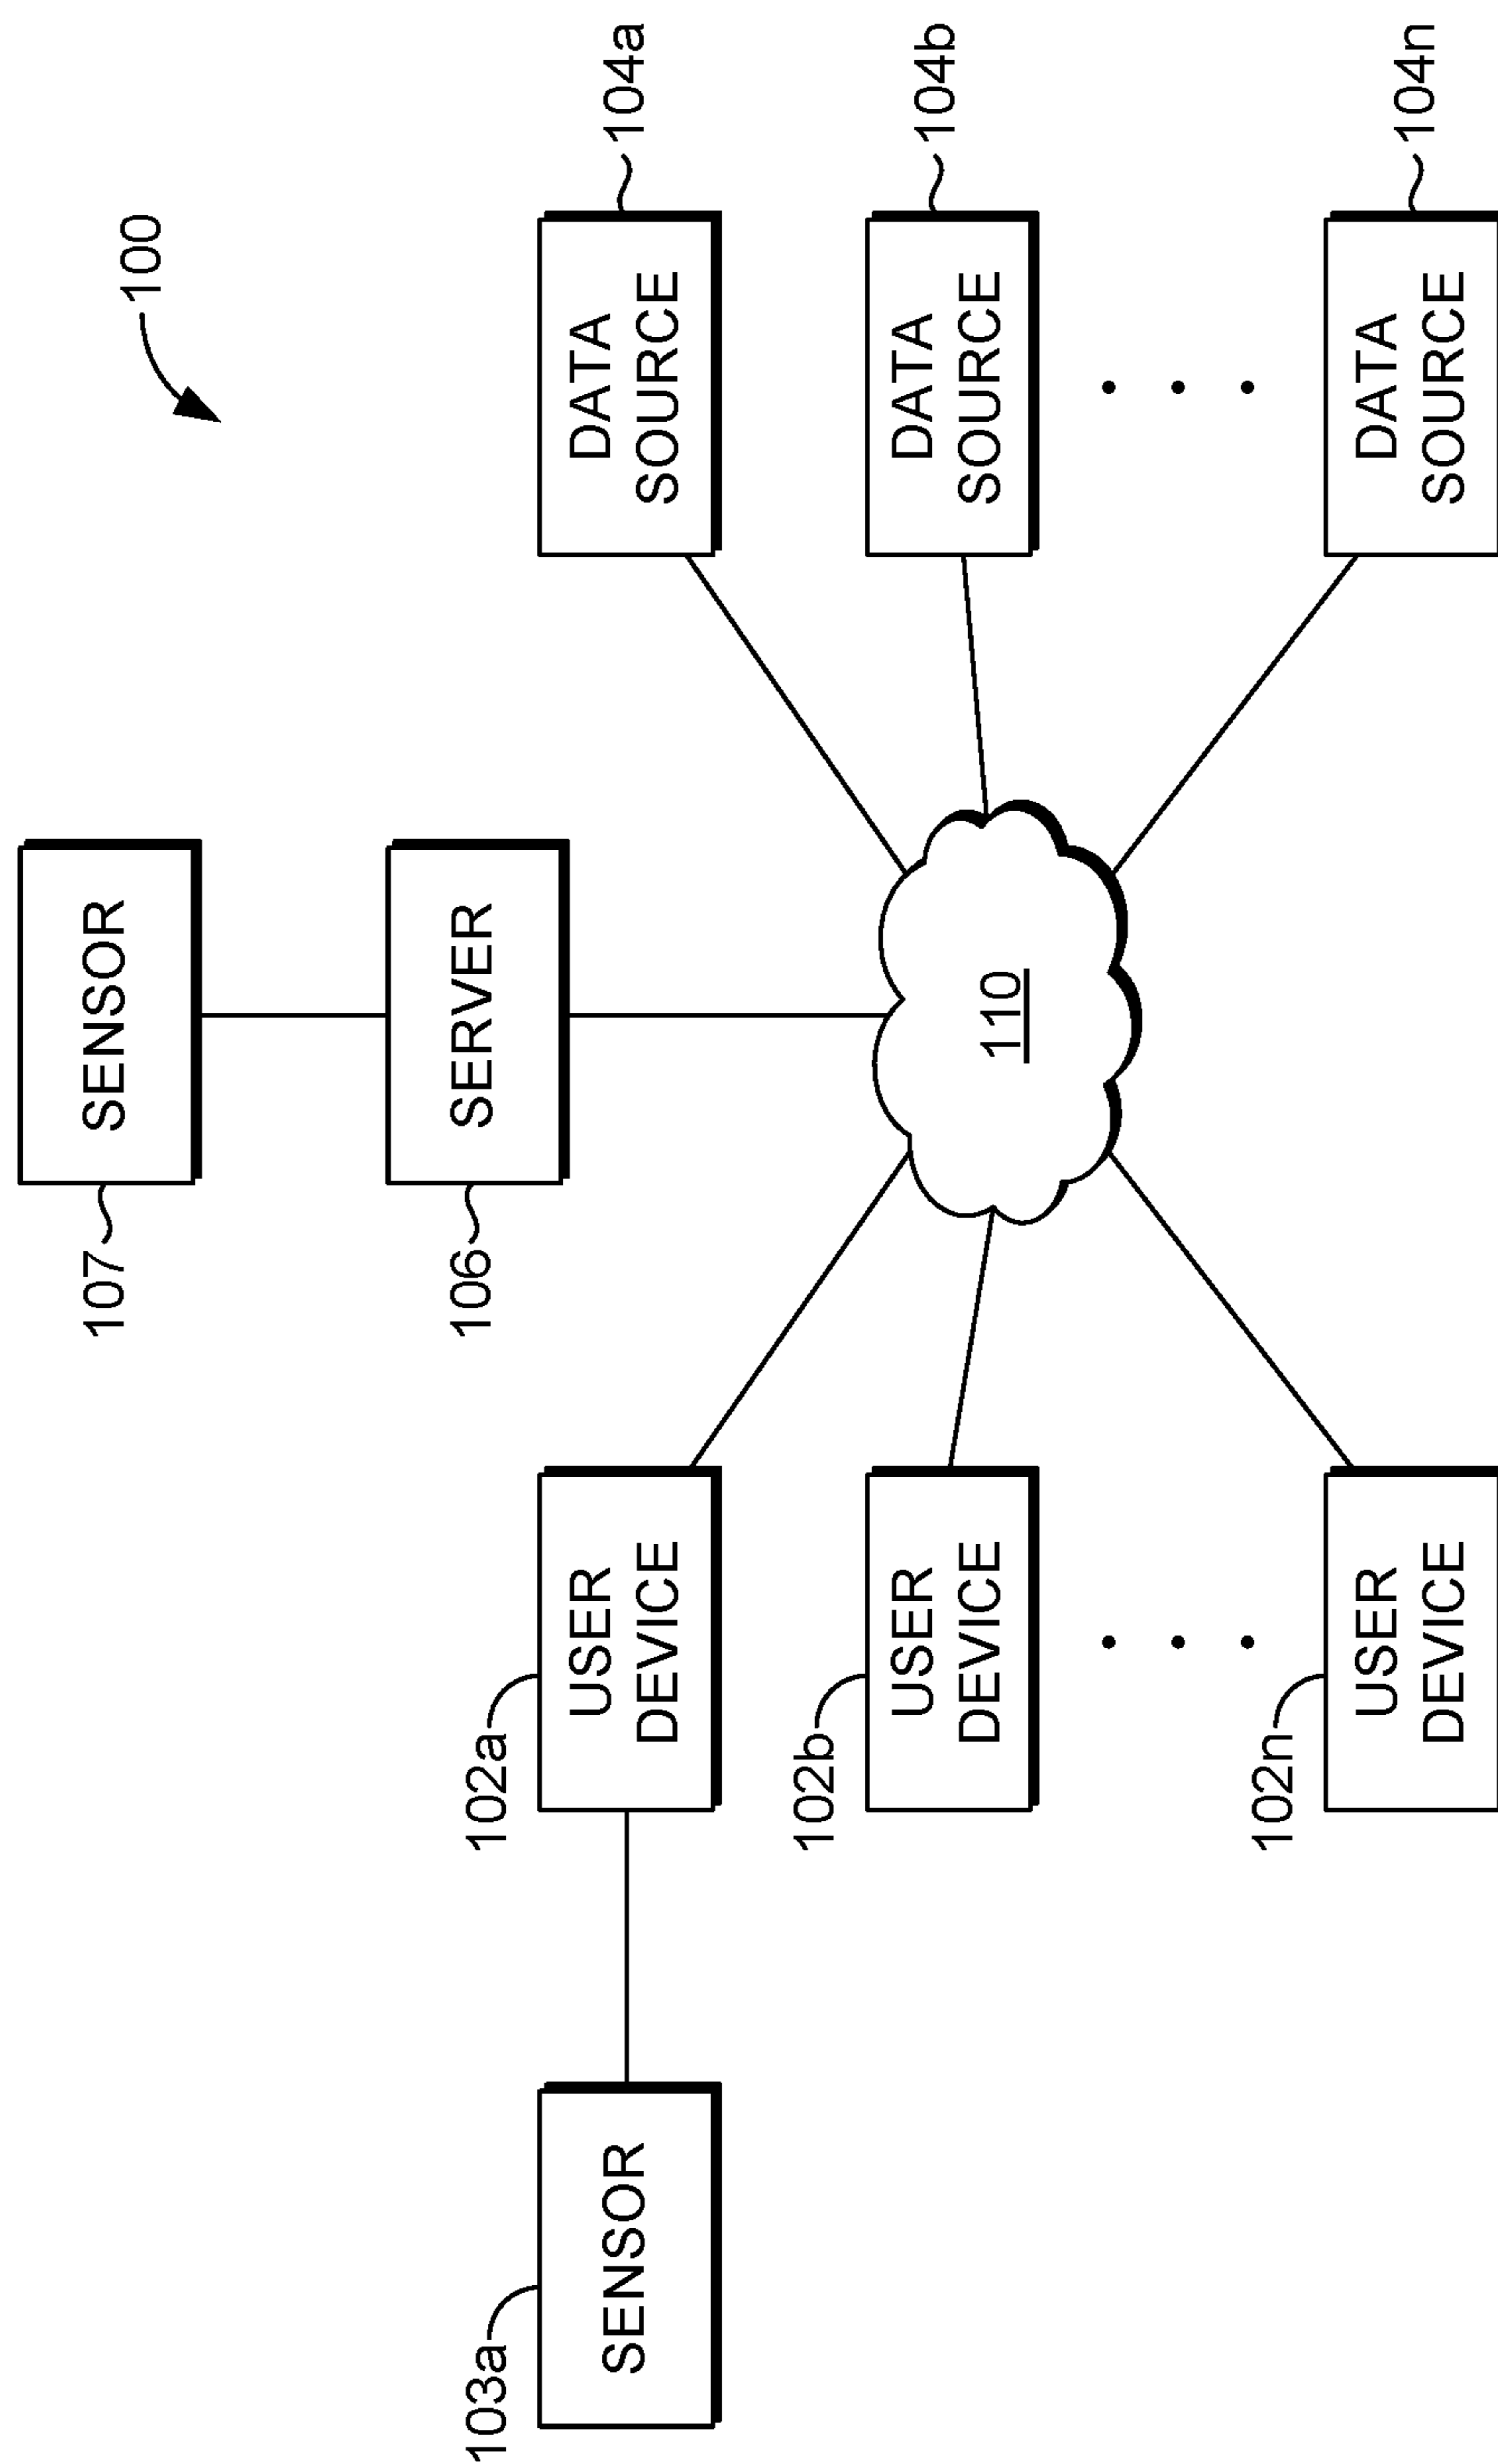 100
SENSOR
107
SERVER
106
102a
USER
DEVICE
DATA
SOURCE
104a
103a
SENSOR
110
102b
USER
DEVICE
DATA
SOURCE
104b
102n
USER
DEVICE
DATA
SOURCE
104n